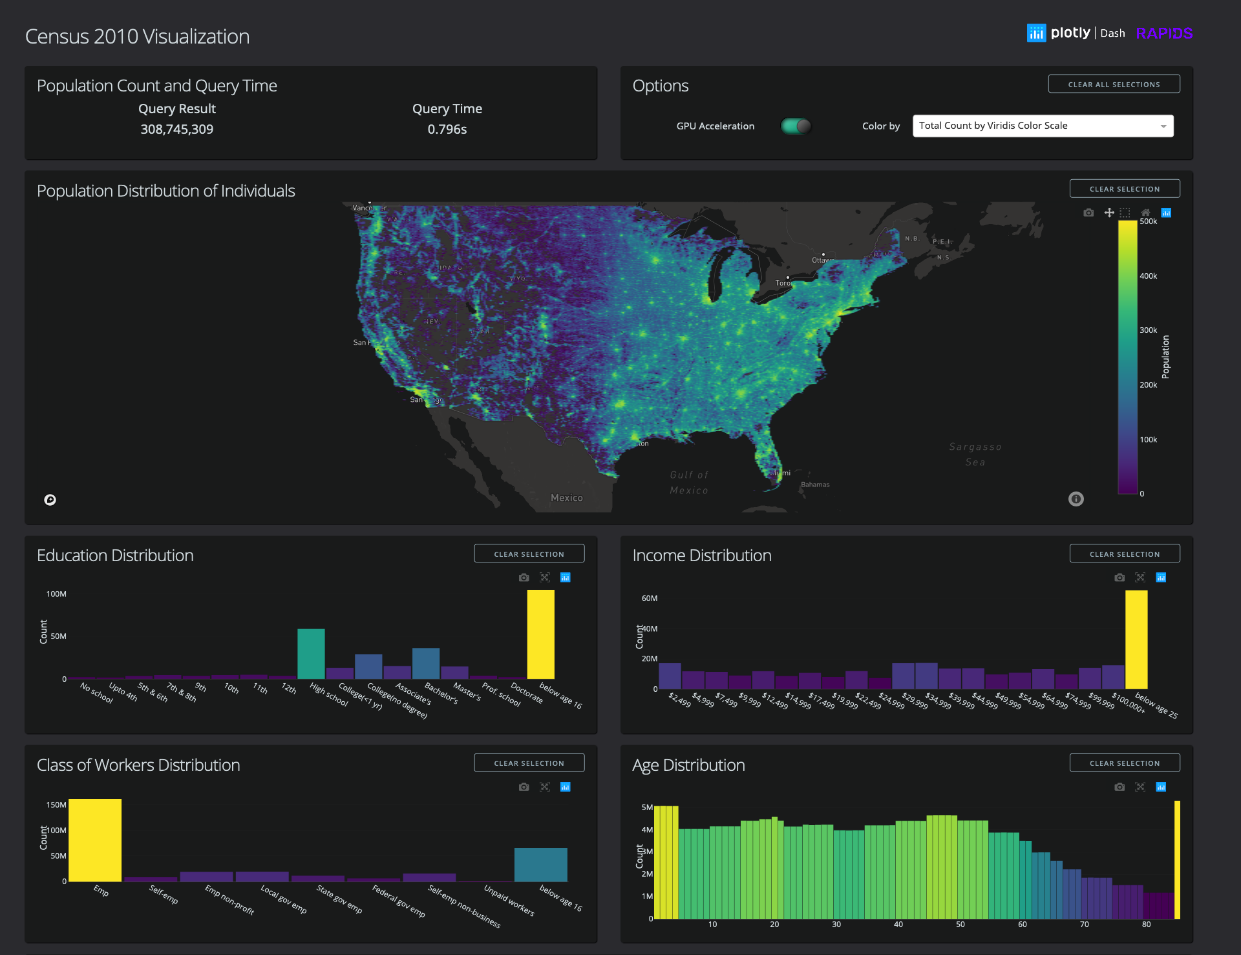 Census 2010 Visualization
plotly | Dash RAPIDS
Population Count and Query Time
Query Result
308,745,309
Query Time
0.796s
Options
CLEAR ALL SELECTIONS
GPU Acceleration
Color by
Total Count by Viridis Color Scale
Population Distribution of Individuals
CLEAR SELECTION
Ottaw
Toro
N.B.
P.E.I.
N.S.
San F
San
Mexico
Gulf of
Mexico
Bahamas
Sargasso
Sea
500k
400k
300k
200k
100k
0
Population
Education Distribution
CLEAR SELECTION
100M
50M
0
Count
No school
Upto 4th
5th & 6th
7th & 8th
9th
10th
11th
12th
High school
College(<1 yr)
College(no degree)
Associate's
Bachelor's
Master's
Prof. school
Doctorate
below age 16
Income Distribution
CLEAR SELECTION
60M
40M
20M
0
Count
$2,499
$4,999
$7,499
$9,999
$12,499
$14,999
$17,499
$19,999
$22,499
$24,999
$29,999
$34,999
$39,999
$44,999
$49,999
$54,999
$64,999
$74,999
$99,999
$100,000+
below age 25
Class of Workers Distribution
CLEAR SELECTION
150M
100M
50M
0
Count
Emp
Self-emp
Emp non-profit
Local gov emp
State gov emp
Federal gov emp
Self-emp non-business
Unpaid workers
below age 16
Age Distribution
CLEAR SELECTION
5M
4M
3M
2M
1M
0
Count
10
20
30
40
50
60
70
80